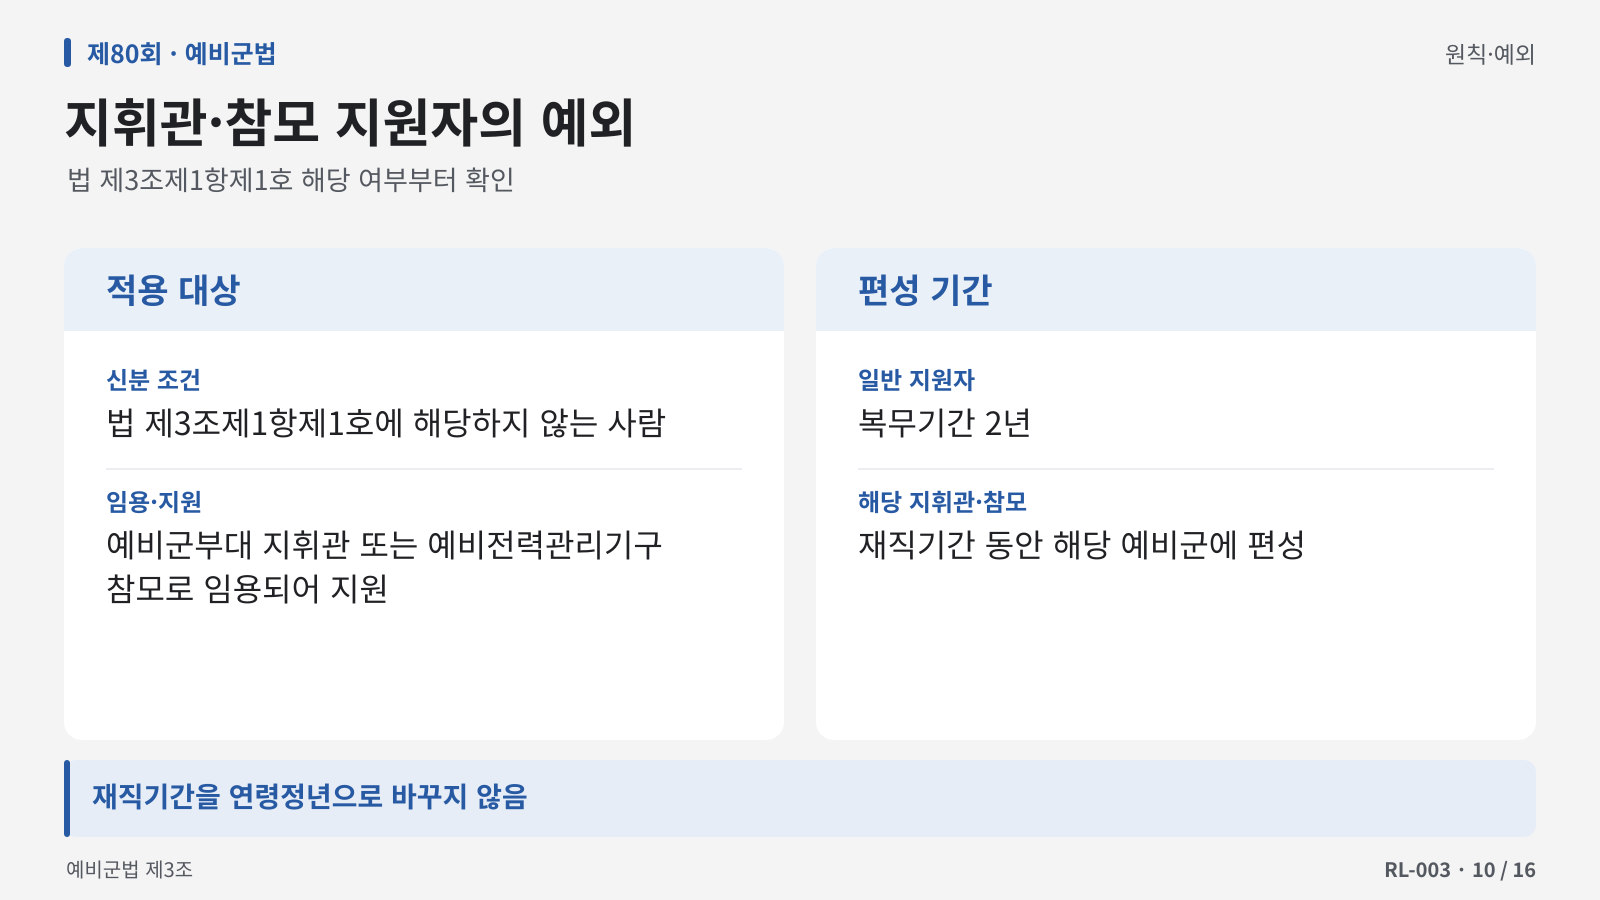 제80회 · 예비군법
원칙·예외
지휘관·참모 지원자의 예외
법 제3조제1항제1호 해당 여부부터 확인
적용 대상
신분 조건
법 제3조제1항제1호에 해당하지 않는 사람
임용·지원
예비군부대 지휘관 또는 예비전력관리기구
참모로 임용되어 지원
편성 기간
일반 지원자
복무기간 2년
해당 지휘관·참모
재직기간 동안 해당 예비군에 편성
재직기간을 연령정년으로 바꾸지 않음
예비군법 제3조
RL-003 · 10 / 16